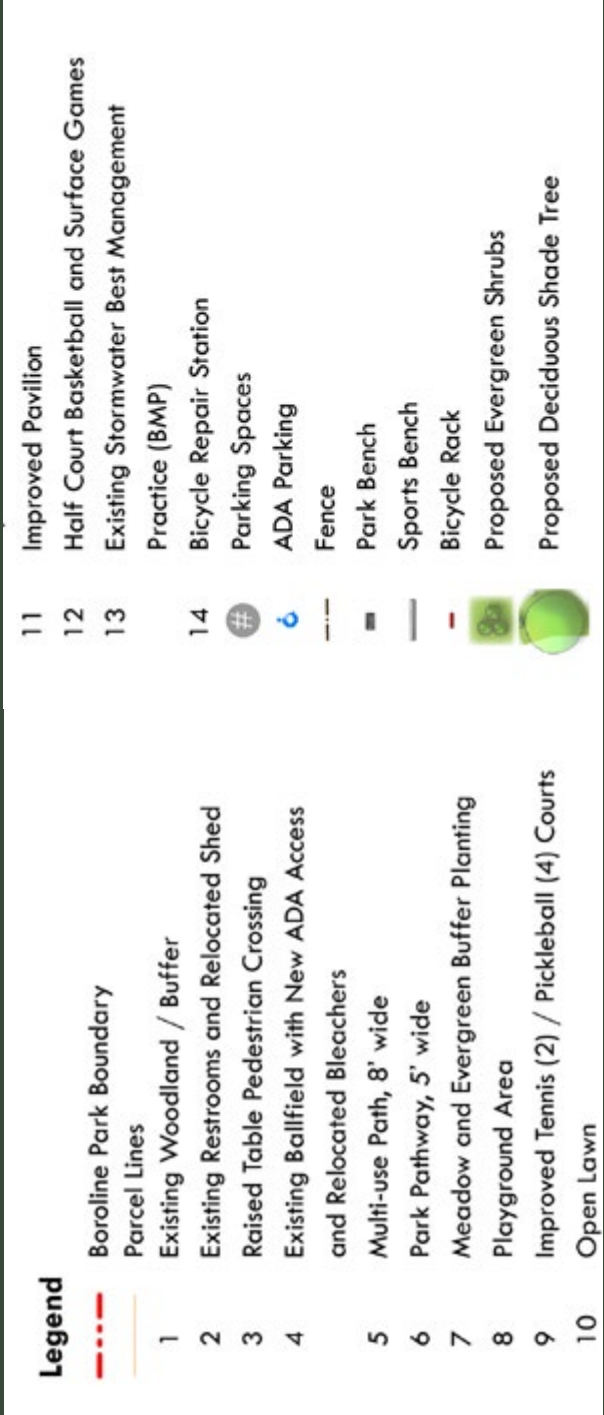 Legend
Boroline Park Boundary
Parcel Lines
1 Existing Woodland / Buffer
2 Existing Restrooms and Relocated Shed
3 Raised Table Pedestrian Crossing
4 Existing Ballfield with New ADA Access
and Relocated Bleachers
5 Multi-use Path, 8' wide
6 Park Pathway, 5' wide
7 Meadow and Evergreen Buffer Planting
8 Playground Area
9 Improved Tennis (2) / Pickleball (4) Courts
10 Open Lawn
11 Improved Pavilion
12 Half Court Basketball and Surface Games
13 Existing Stormwater Best Management
Practice (BMP)
14 Bicycle Repair Station
# Parking Spaces
ADA Parking
Fence
Park Bench
Sports Bench
Bicycle Rack
Proposed Evergreen Shrubs
Proposed Deciduous Shade Tree